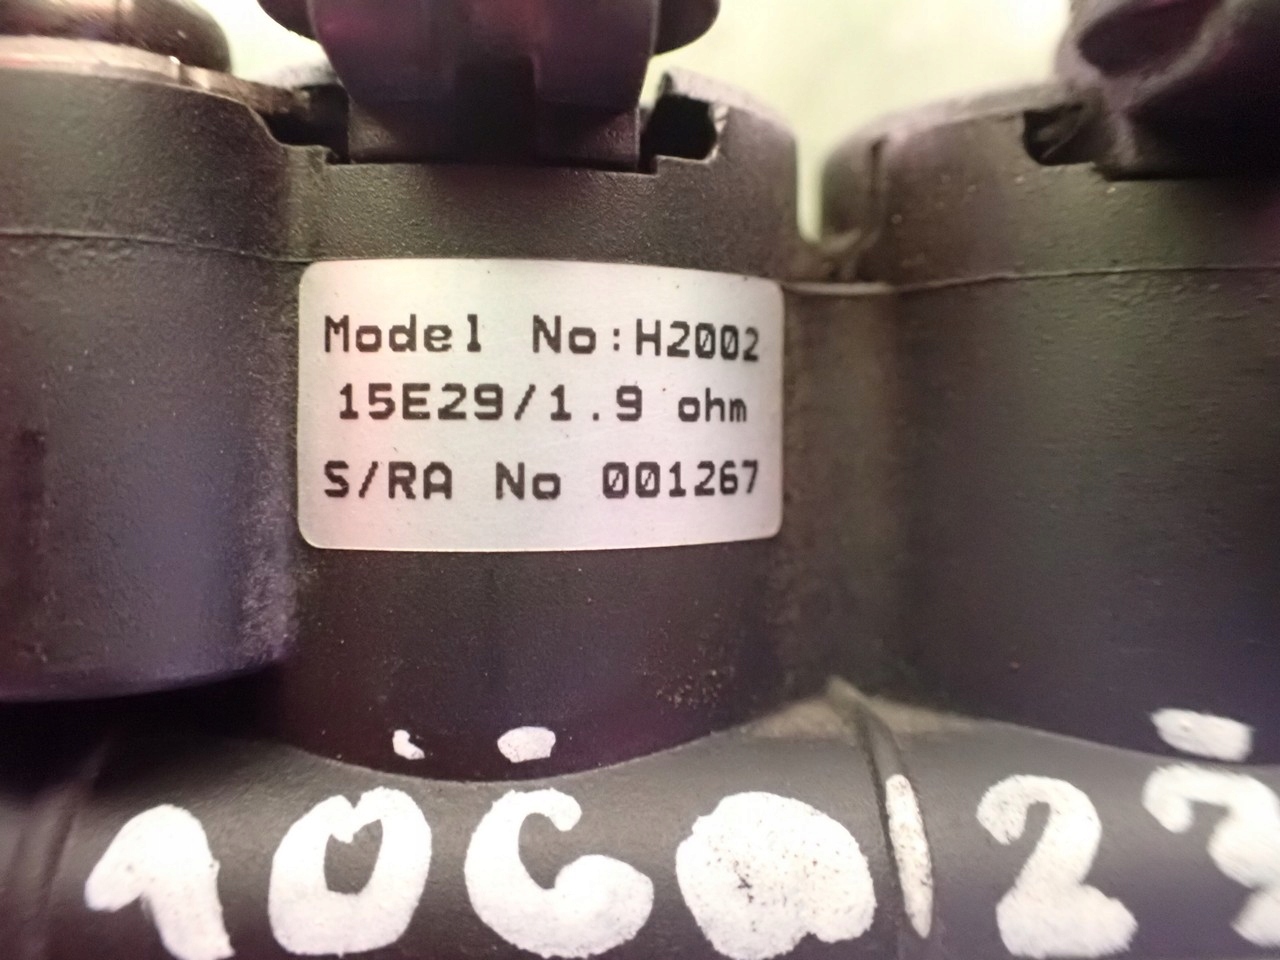 Model No:H2002
15E29/1.9 ohm
S/RA No 001267